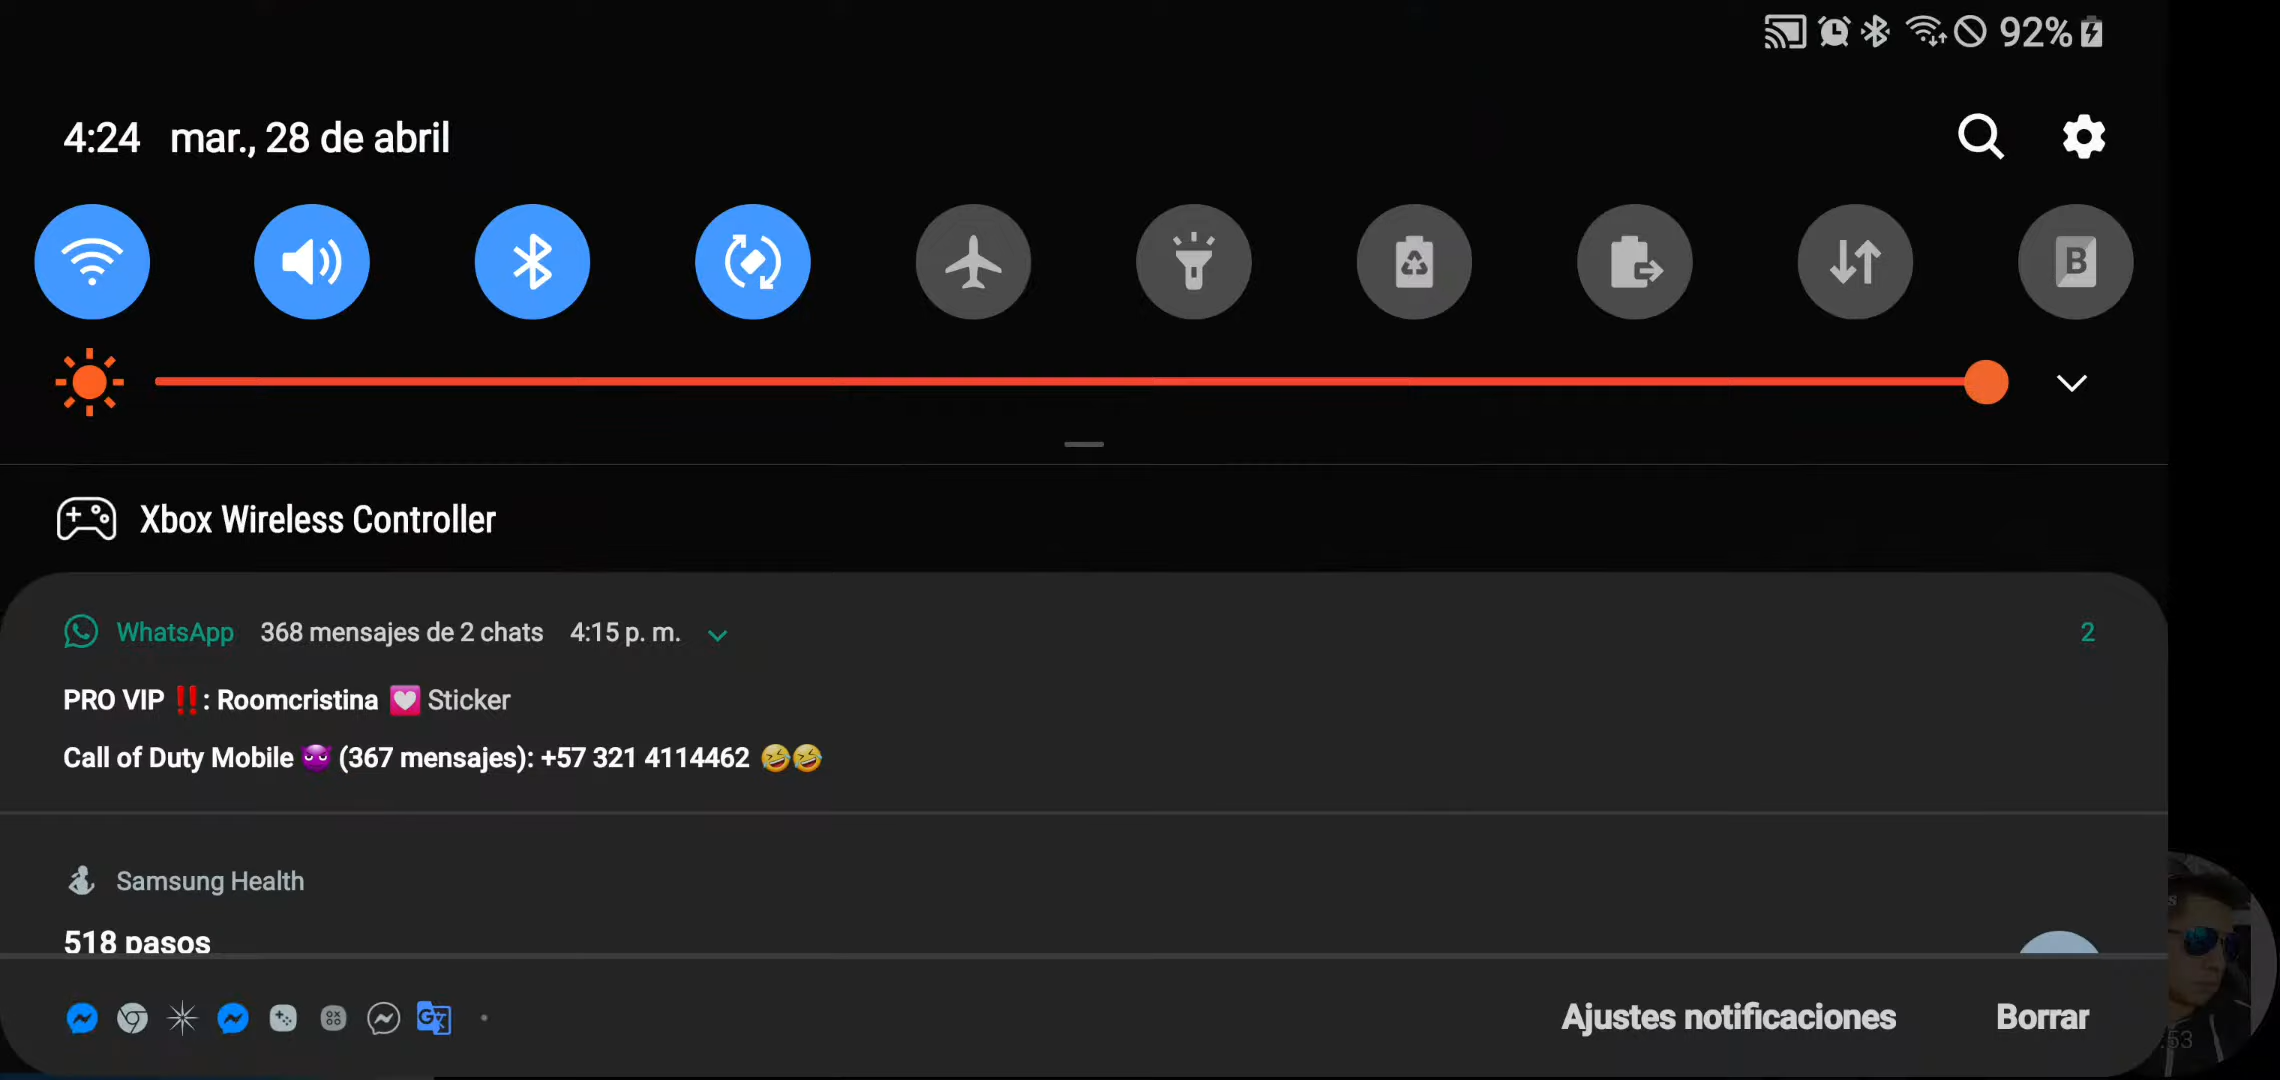 92%
4:24 mar., 28 de abril
B
Xbox Wireless Controller
WhatsApp 368 mensajes de 2 chats 4:15 p. m. 2
PRO VIP ‼️: Roomcristina 💟 Sticker
Call of Duty Mobile 😈 (367 mensajes): +57 321 4114462 🤣🤣
Samsung Health
518 pasos
Ajustes notificaciones Borrar
:53